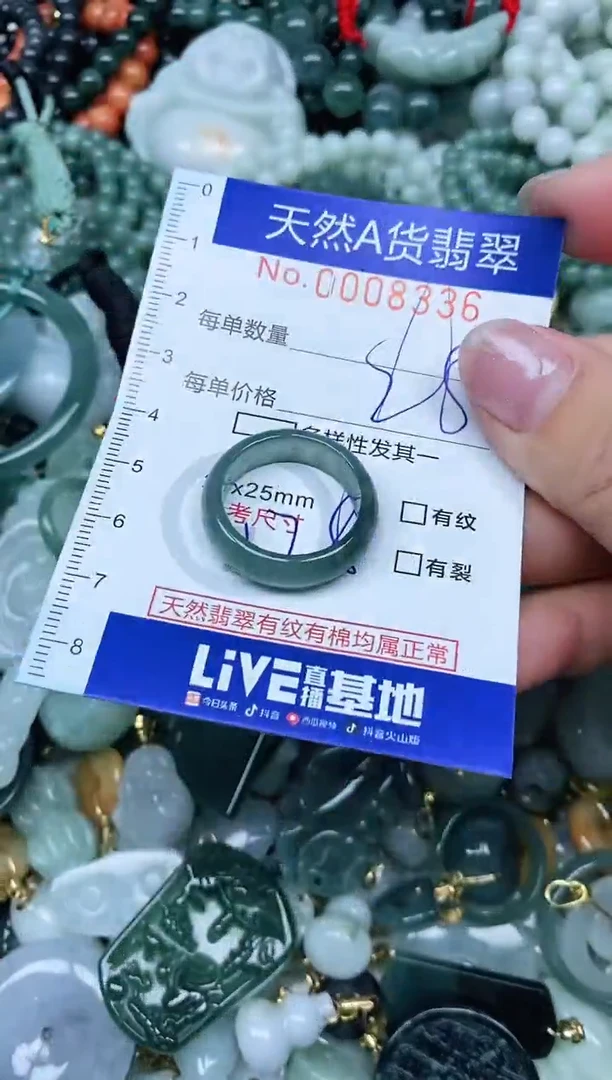 天然A货翡翠
No.0008336
每单数量
每单价格
多样性发其一
x25mm
考尺寸
有纹
有裂
天然翡翠有纹有棉均属正常
LiVE直播基地
今日头条 抖音 西瓜视频 抖音火山版
0
1
2
3
4
5
6
7
8